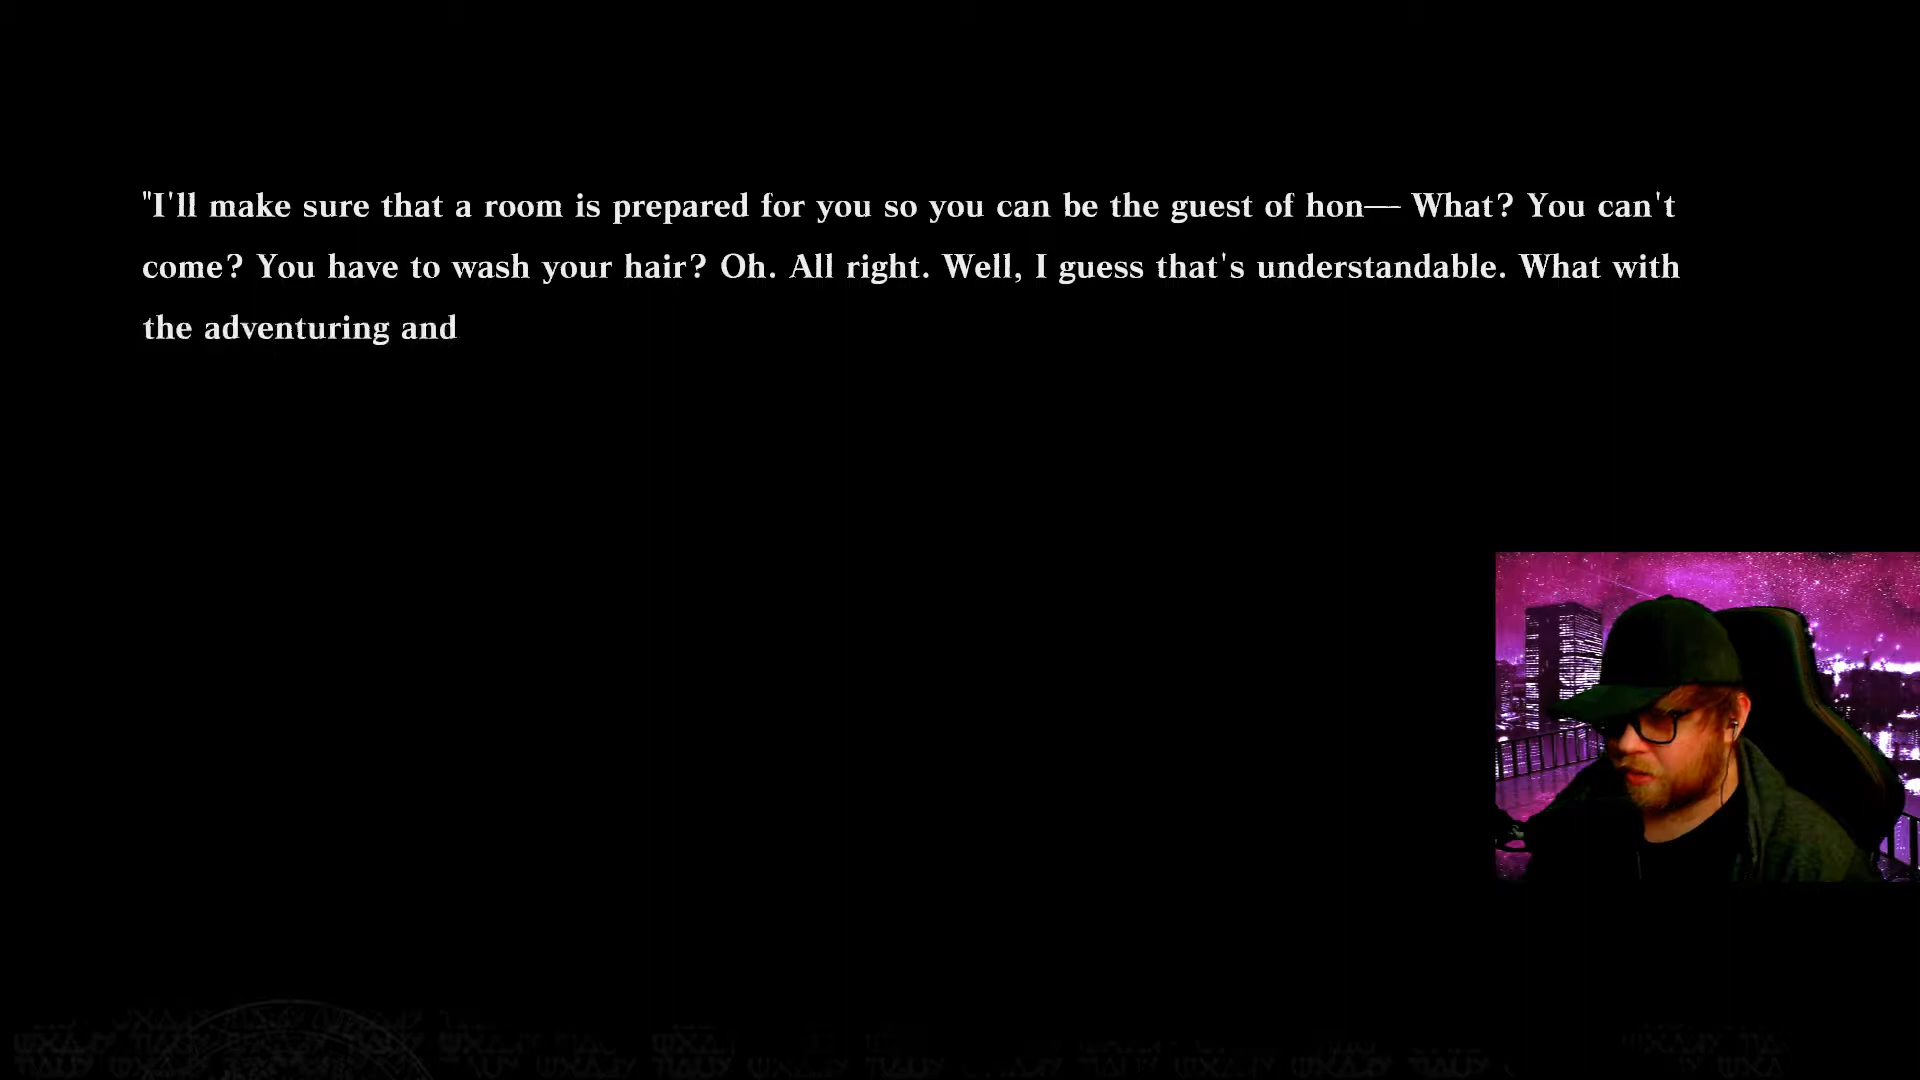 "I'll make sure that a room is prepared for you so you can be the guest of hon— What? You can't
come? You have to wash your hair? Oh. All right. Well, I guess that's understandable. What with
the adventuring and